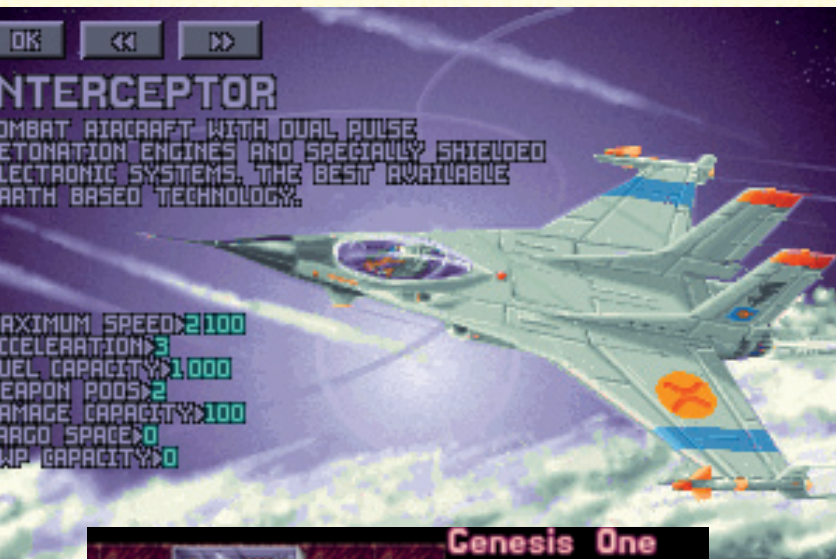 OK
NTERCEPTOR
OMBAT AIRCRAFT WITH DUAL PULSE
ETONATION ENGINES AND SPECIALLY SHIELDED
LECTRONIC SYSTEMS. THE BEST AVAILABLE
ARTH BASED TECHNOLOGY.
AXIMUM SPEED>2100
CCELERATION>3
UEL CAPACITY>1000
EAPON PODS>2
AMAGE CAPACITY>100
ARGO SPACE>0
WP CAPACITY>0
Genesis One